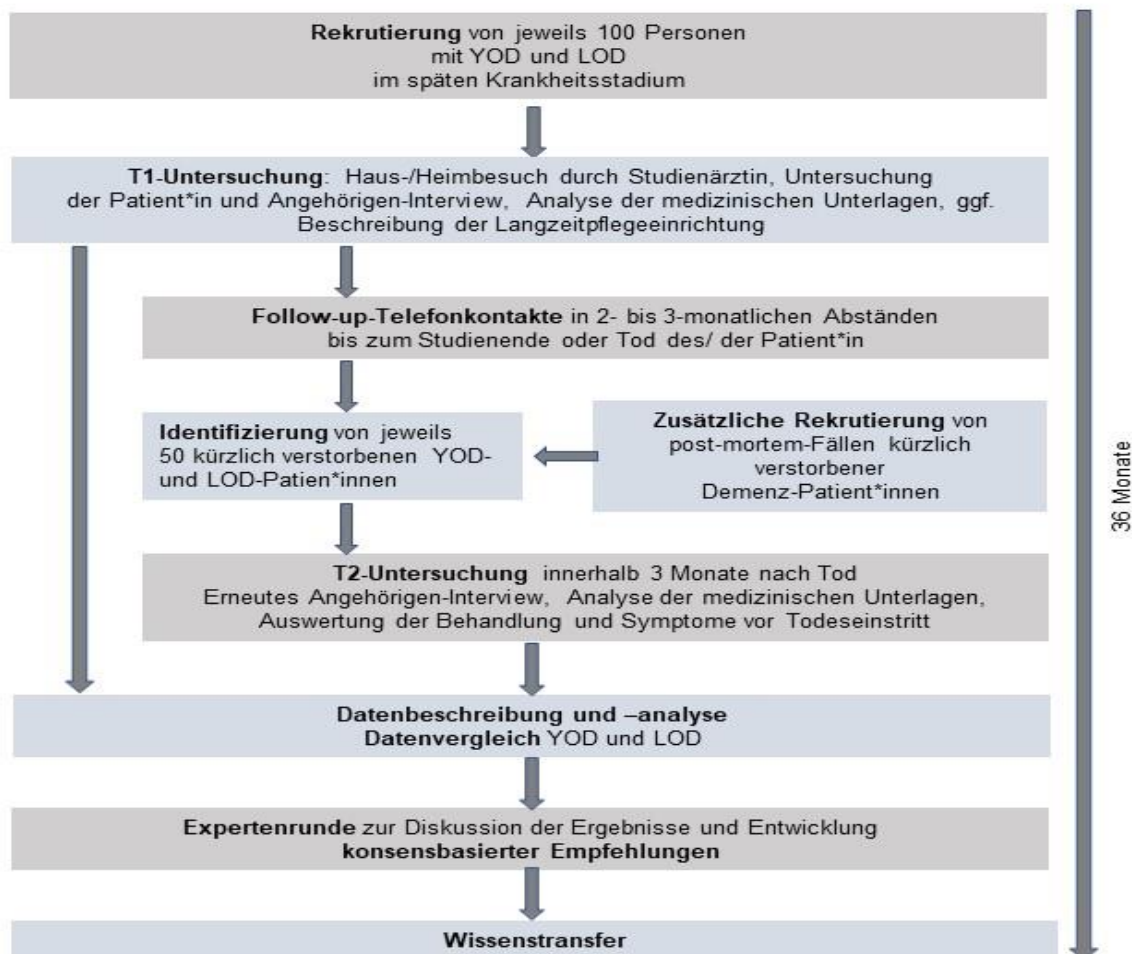 Rekrutierung von jeweils 100 Personen
mit YOD und LOD
im späten Krankheitsstadium
T1-Untersuchung: Haus-/Heimbesuch durch Studienärztin, Untersuchung
der Patient*in und Angehörigen-Interview, Analyse der medizinischen Unterlagen, ggf.
Beschreibung der Langzeitpflegeeinrichtung
Follow-up-Telefonkontakte in 2- bis 3-monatlichen Abständen
bis zum Studienende oder Tod des/ der Patient*in
Identifizierung von jeweils
50 kürzlich verstorbenen YOD-
und LOD-Patien*innen
Zusätzliche Rekrutierung von
post-mortem-Fällen kürzlich
verstorbener
Demenz-Patient*innen
T2-Untersuchung innerhalb 3 Monate nach Tod
Erneutes Angehörigen-Interview, Analyse der medizinischen Unterlagen,
Auswertung der Behandlung und Symptome vor Todeseintritt
Datenbeschreibung und –analyse
Datenvergleich YOD und LOD
Expertenrunde zur Diskussion der Ergebnisse und Entwicklung
konsensbasierter Empfehlungen
Wissenstransfer
36 Monate